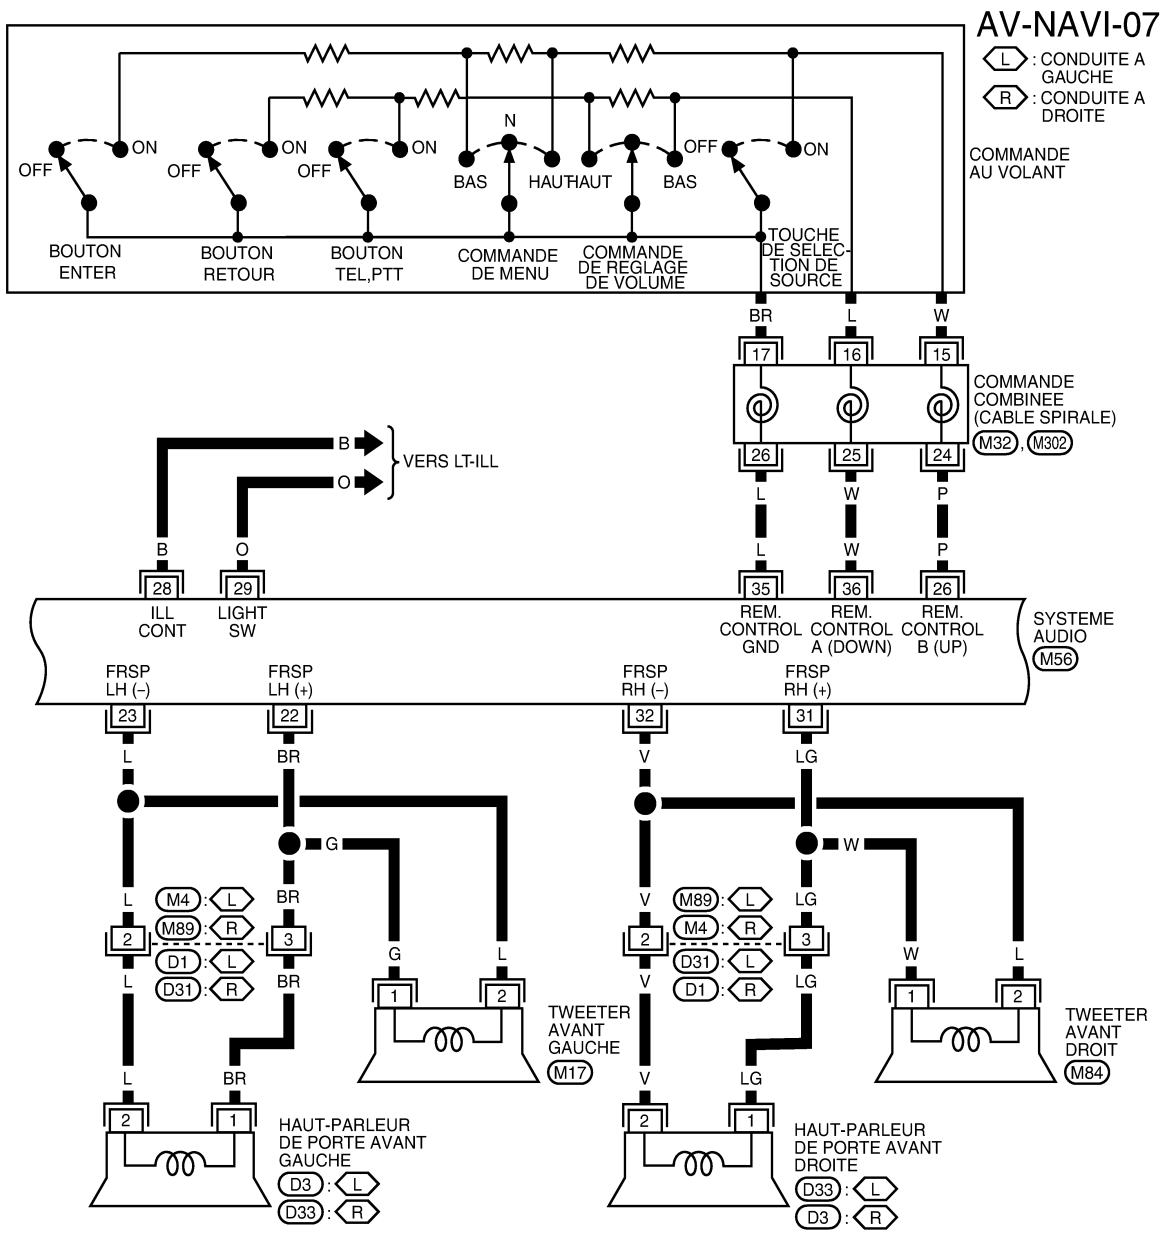 AV-NAVI-07
L : CONDUITE A
GAUCHE
R : CONDUITE A
DROITE
COMMANDE
AU VOLANT
OFF ON
OFF ON
OFF ON
N
BAS HAUT
HAUT BAS
OFF ON
BOUTON
ENTER
BOUTON
RETOUR
BOUTON
TEL,PTT
COMMANDE
DE MENU
COMMANDE
DE REGLAGE
DE VOLUME
TOUCHE
DE SELEC-
TION DE
SOURCE
BR L W
17 16 15
COMMANDE
COMBINEE
(CABLE SPIRALE)
M32 , M302
26 25 24
L W P
B
O
VERS LT-ILL
B O L W P
28 29 35 36 26
ILL
CONT
LIGHT
SW
REM.
CONTROL
GND
REM.
CONTROL
A (DOWN)
REM.
CONTROL
B (UP)
SYSTEME
AUDIO
M56
FRSP
LH (–)
FRSP
LH (+)
FRSP
RH (–)
FRSP
RH (+)
23 22 32 31
L BR V LG
G W
L BR V LG
M4 : L
M89 : R
D1 : L
D31 : R
M89 : L
M4 : R
D31 : L
D1 : R
2 3 2 3
G L W L
L BR V LG
1 2 1 2
TWEETER
AVANT
GAUCHE
M17
TWEETER
AVANT
DROIT
M84
L BR V LG
2 1 2 1
HAUT-PARLEUR
DE PORTE AVANT
GAUCHE
D3 : L
D33 : R
HAUT-PARLEUR
DE PORTE AVANT
DROITE
D33 : L
D3 : R